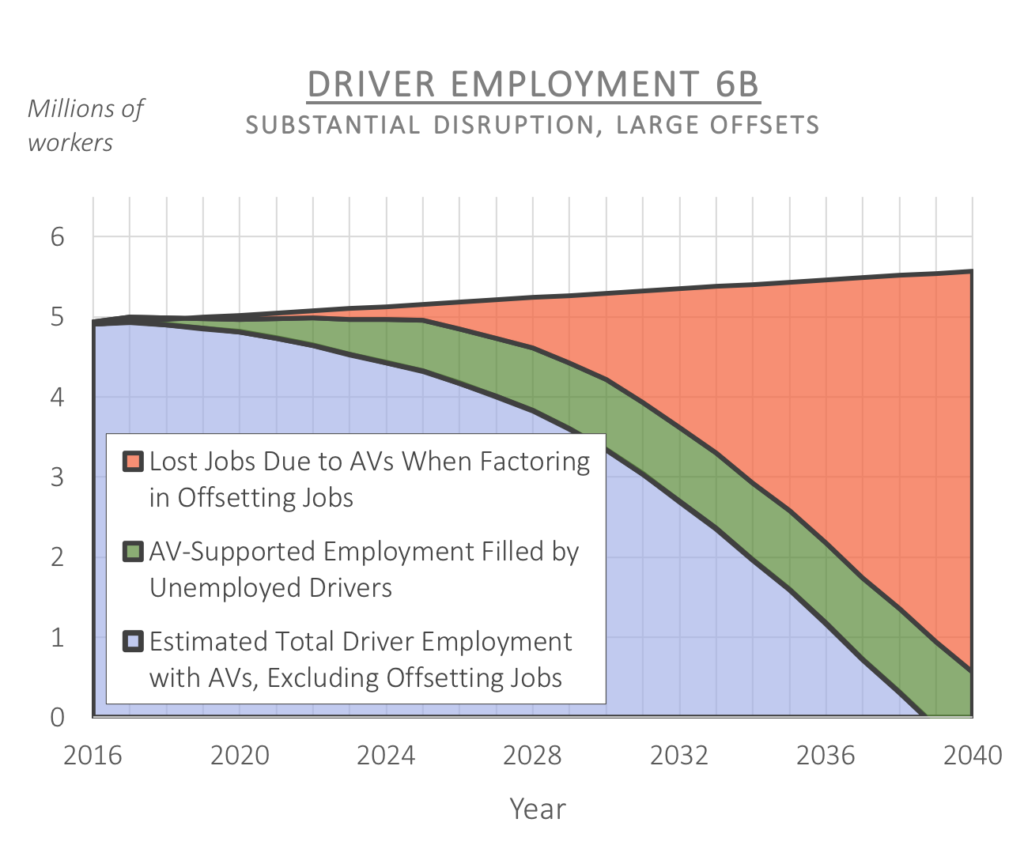 DRIVER EMPLOYMENT 6B
SUBSTANTIAL DISRUPTION, LARGE OFFSETS
Millions of
workers
6
5
4
3
2
1
0
Lost Jobs Due to AVs When Factoring
in Offsetting Jobs
AV-Supported Employment Filled by
Unemployed Drivers
Estimated Total Driver Employment
with AVs, Excluding Offsetting Jobs
2016 2020 2024 2028 2032 2036 2040
Year